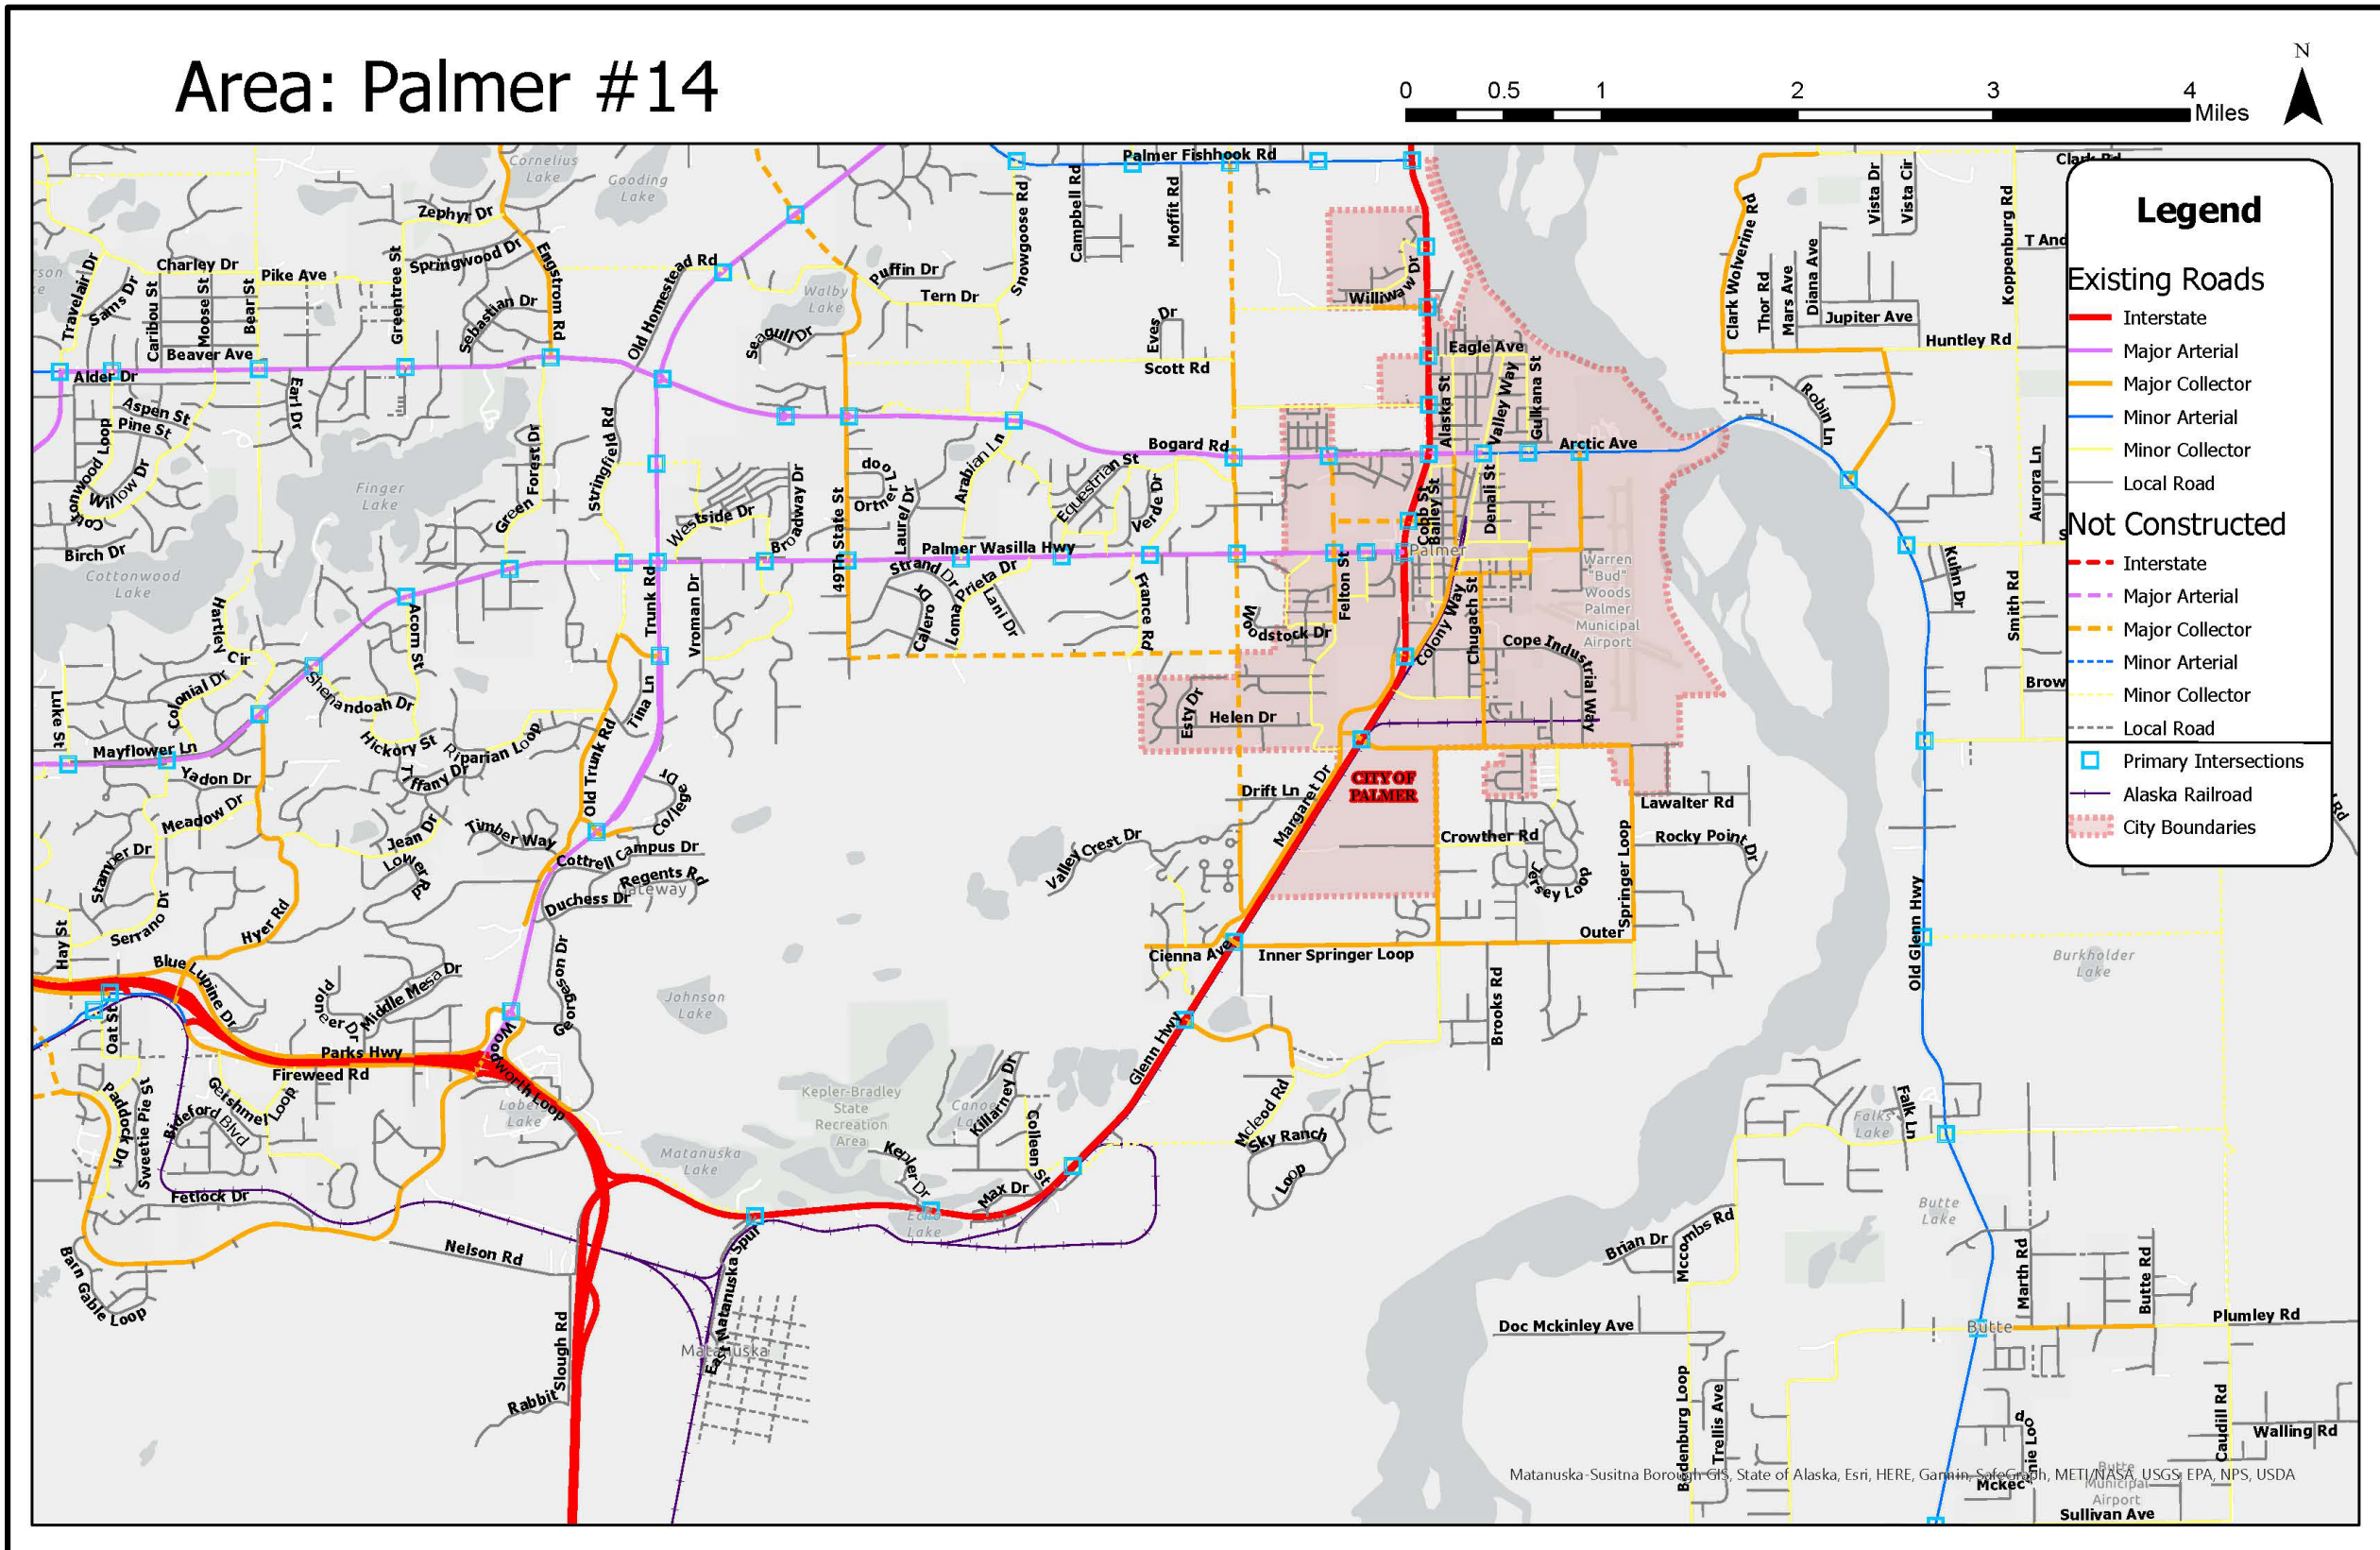 Area: Palmer #14
0 0.5 1 2 3 4
Miles
N
Legend
Existing Roads
Interstate
Major Arterial
Major Collector
Minor Arterial
Minor Collector
Local Road
Not Constructed
Interstate
Major Arterial
Major Collector
Minor Arterial
Minor Collector
Local Road
Primary Intersections
Alaska Railroad
City Boundaries
Cornelius Lake
Gooding Lake
Palmer Fishhook Rd
Zephyr Dr
Springwood Dr
Engstrom Rd
Old Homestead Rd
Snowgoose Rd
Campbell Rd
Moffit Rd
Clark Wolverine Rd
Vista Dr
Vista Cir
Koppenburg Rd
Travelair Dr
Sams Dr
Charley Dr
Caribou St
Moose St
Bear St
Pike Ave
Greentree St
Sebastian Dr
Puffin Dr
Tern Dr
Walby Lake
Seagull Dr
Eves Dr
Williwaw Dr
Thor Rd
Mars Ave
Diana Ave
Jupiter Ave
Huntley Rd
Beaver Ave
Alder Dr
Earl Dr
Aspen St
Pine St
Willow Dr
Cottonwood Loop
Birch Dr
Cottonwood Lake
Finger Lake
Green Forest Dr
Stringfield Rd
Scott Rd
Eagle Ave
Alaska St
Valley Way
Gulkana St
Arctic Ave
Robin Ln
Bogard Rd
Arabian Ln
Equestrian St
Verde Dr
Ortner Loop
Laurel Dr
49Th State St
Broadway Dr
Westside Dr
Cobb St
Bailey St
Denali St
Palmer
Aurora Ln
Palmer Wasilla Hwy
Strand Dr
Loma Prieta Dr
Lani Dr
Calero Dr
France Rd
Woodstock Dr
Felton St
Colony Way
Chugach St
Cope Industrial Way
Warren "Bud" Woods Palmer Municipal Airport
Kuhn Dr
Smith Rd
Trunk Rd
Vroman Dr
Acorn St
Hartley Cir
Colonial Dr
Shenandoah Dr
Luke St
Mayflower Ln
Hickory St
Riparian Loop
Tiffany Dr
Tina Ln
Old Trunk Rd
Esty Dr
Helen Dr
Yadon Dr
Meadow Dr
Jean Dr
Lower Rd
Timber Way
College Dr
Cottrell Campus Dr
Regents Rd
Gateway
Duchess Dr
Stamper Dr
Serrano Dr
Hyer Rd
Hay St
Drift Ln
Margaret Dr
Valley Crest Dr
CITY OF PALMER
Lawalter Rd
Crowther Rd
Rocky Point Dr
Jersey Loop
Outer Springer Loop
Cienna Ave
Inner Springer Loop
Brooks Rd
Old Glenn Hwy
Burkholder Lake
Blue Lupine Dr
Pioneer Dr
Middle Mesa Dr
Georgeson Dr
Johnson Lake
Oat St
Parks Hwy
Fireweed Rd
Woodworth Loop
Paddock Dr
Sweetie Pie St
Gershmel Loop
Bideford Blvd
Fetlock Dr
Barn Gable Loop
Nelson Rd
Rabbit Slough Rd
Matanuska Lake
Kepler-Bradley State Recreation Area
Killarney Dr
Colleen St
Kepler Dr
Max Dr
Echo Lake
Glenn Hwy
Mcleod Rd
Sky Ranch Loop
East Matanuska Spur
Matanuska
Falks Lake
Falk Ln
Butte Lake
Brian Dr
Mccombs Rd
Marth Rd
Butte Rd
Doc Mckinley Ave
Butte
Plumley Rd
Bodenburg Loop
Trellis Ave
Caudill Rd
Walling Rd
Butte Municipal Airport
Sullivan Ave
Matanuska-Susitna Borough GIS, State of Alaska, Esri, HERE, Garmin, SafeGraph, METI/NASA, USGS, EPA, NPS, USDA